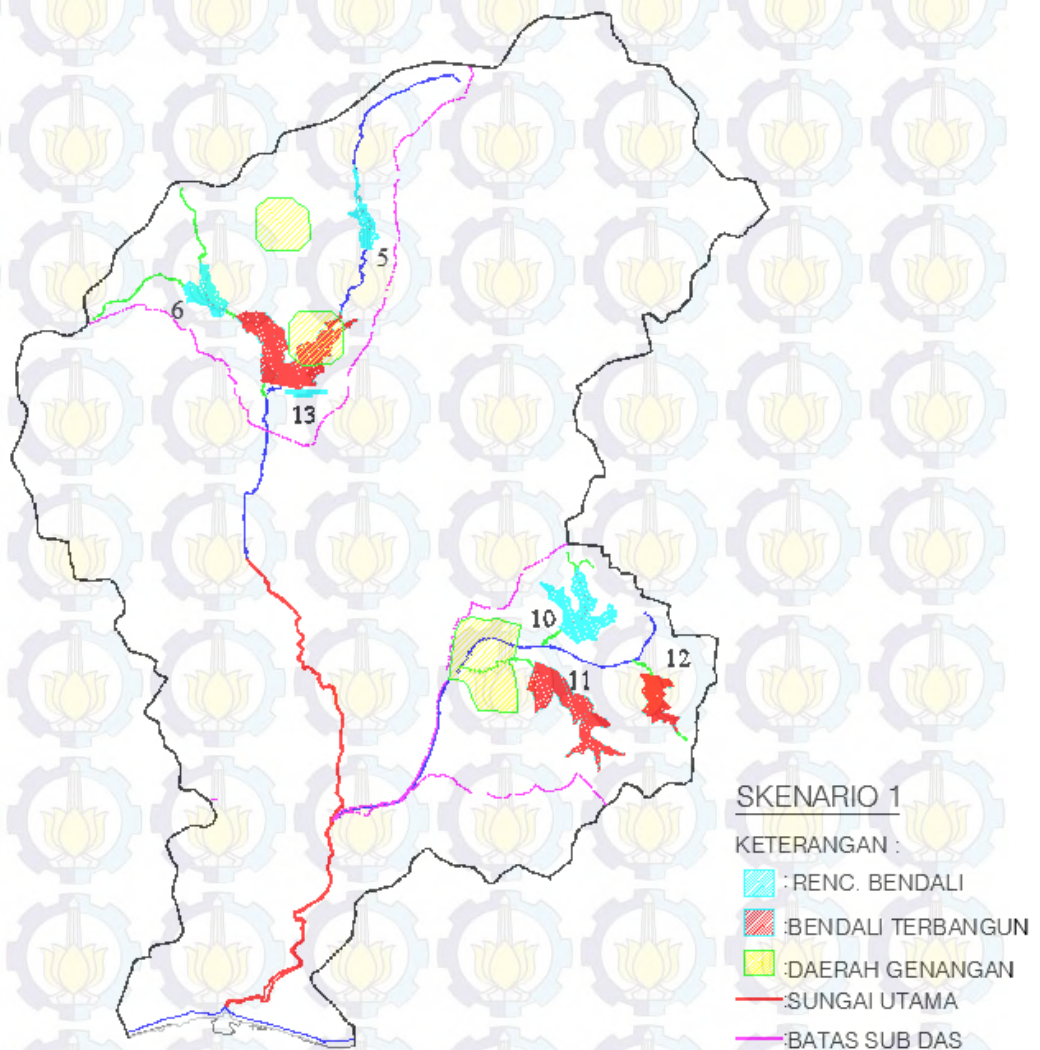 5
6
13
10
12
11
SKENARIO 1
KETERANGAN :
: RENC. BENDALI
:BENDALI TERBANGUN
:DAERAH GENANGAN
:SUNGAI UTAMA
:BATAS SUB DAS